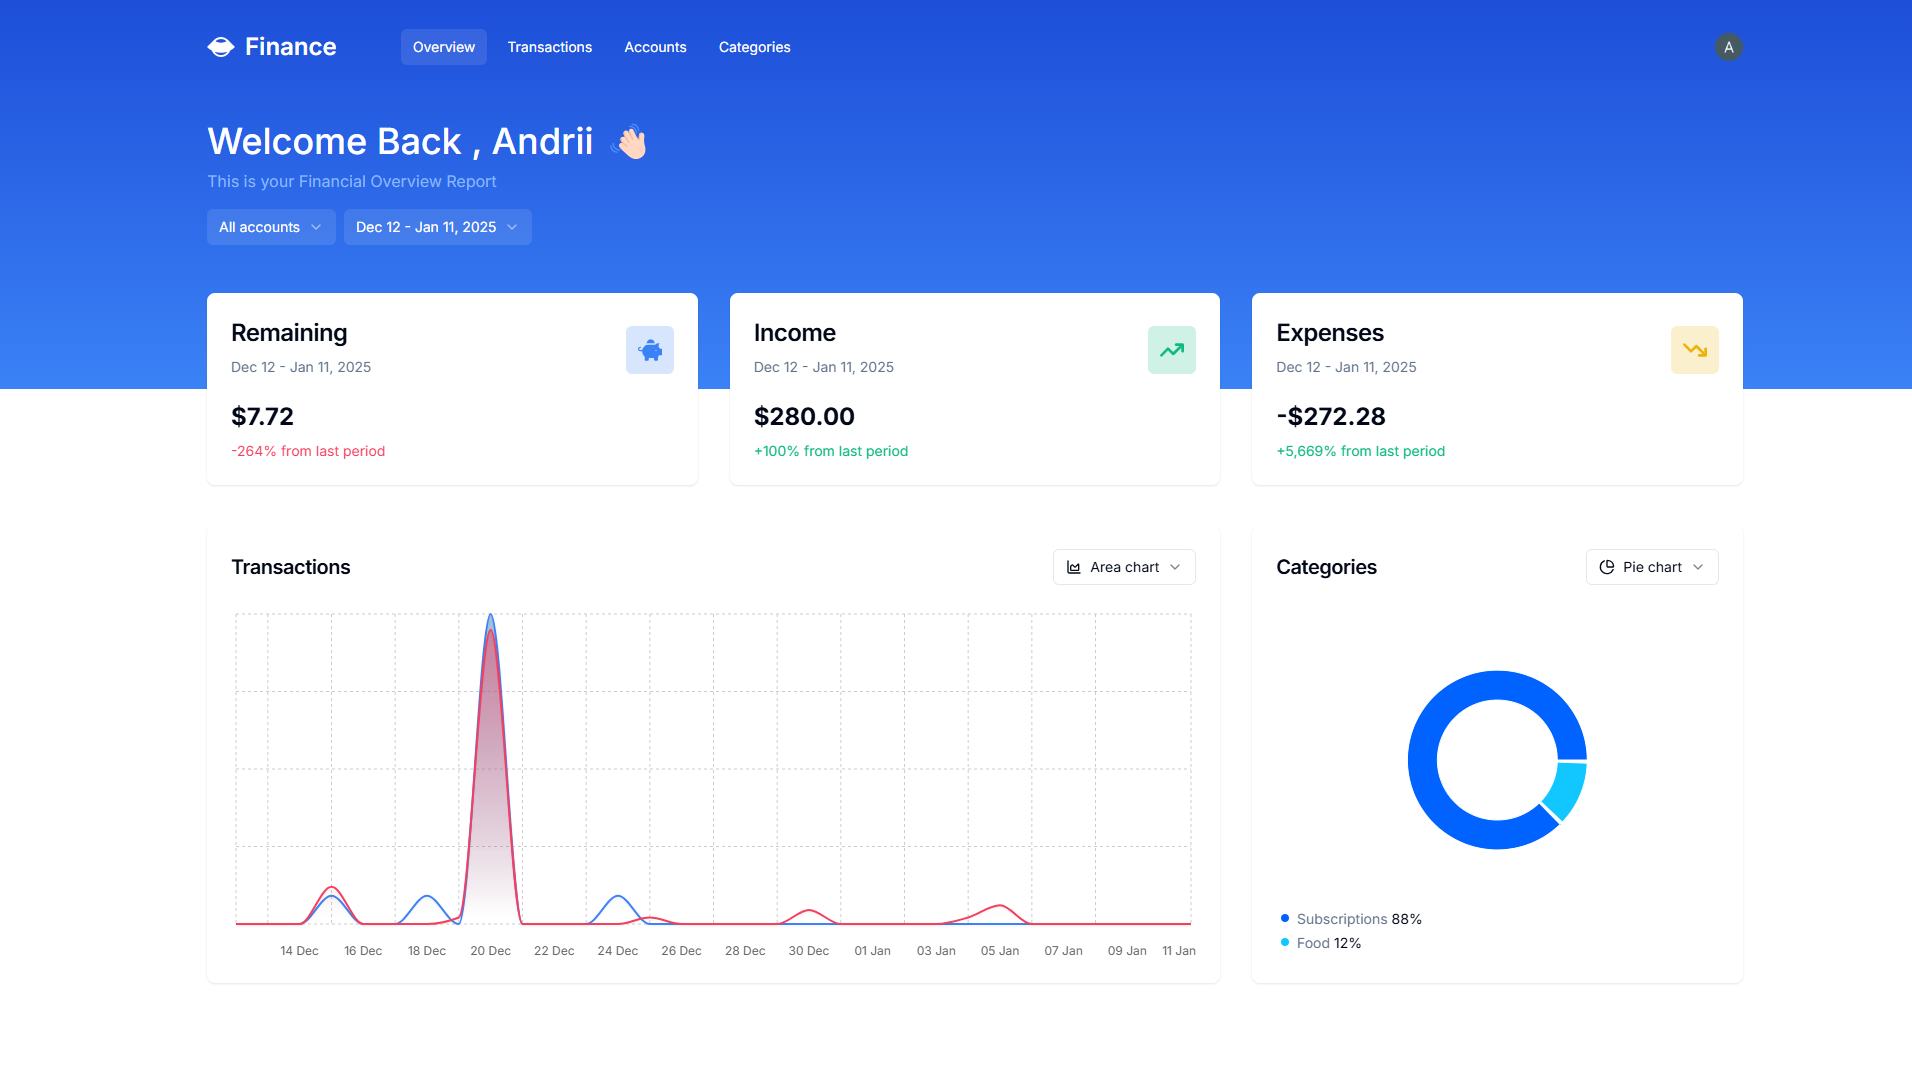 Finance
Overview
Transactions
Accounts
Categories
A
Welcome Back , Andrii 👋🏻
This is your Financial Overview Report
All accounts
Dec 12 - Jan 11, 2025
Remaining
Dec 12 - Jan 11, 2025
$7.72
-264% from last period
Income
Dec 12 - Jan 11, 2025
$280.00
+100% from last period
Expenses
Dec 12 - Jan 11, 2025
-$272.28
+5,669% from last period
Transactions
Area chart
14 Dec
16 Dec
18 Dec
20 Dec
22 Dec
24 Dec
26 Dec
28 Dec
30 Dec
01 Jan
03 Jan
05 Jan
07 Jan
09 Jan
11 Jan
Categories
Pie chart
Subscriptions 88%
Food 12%